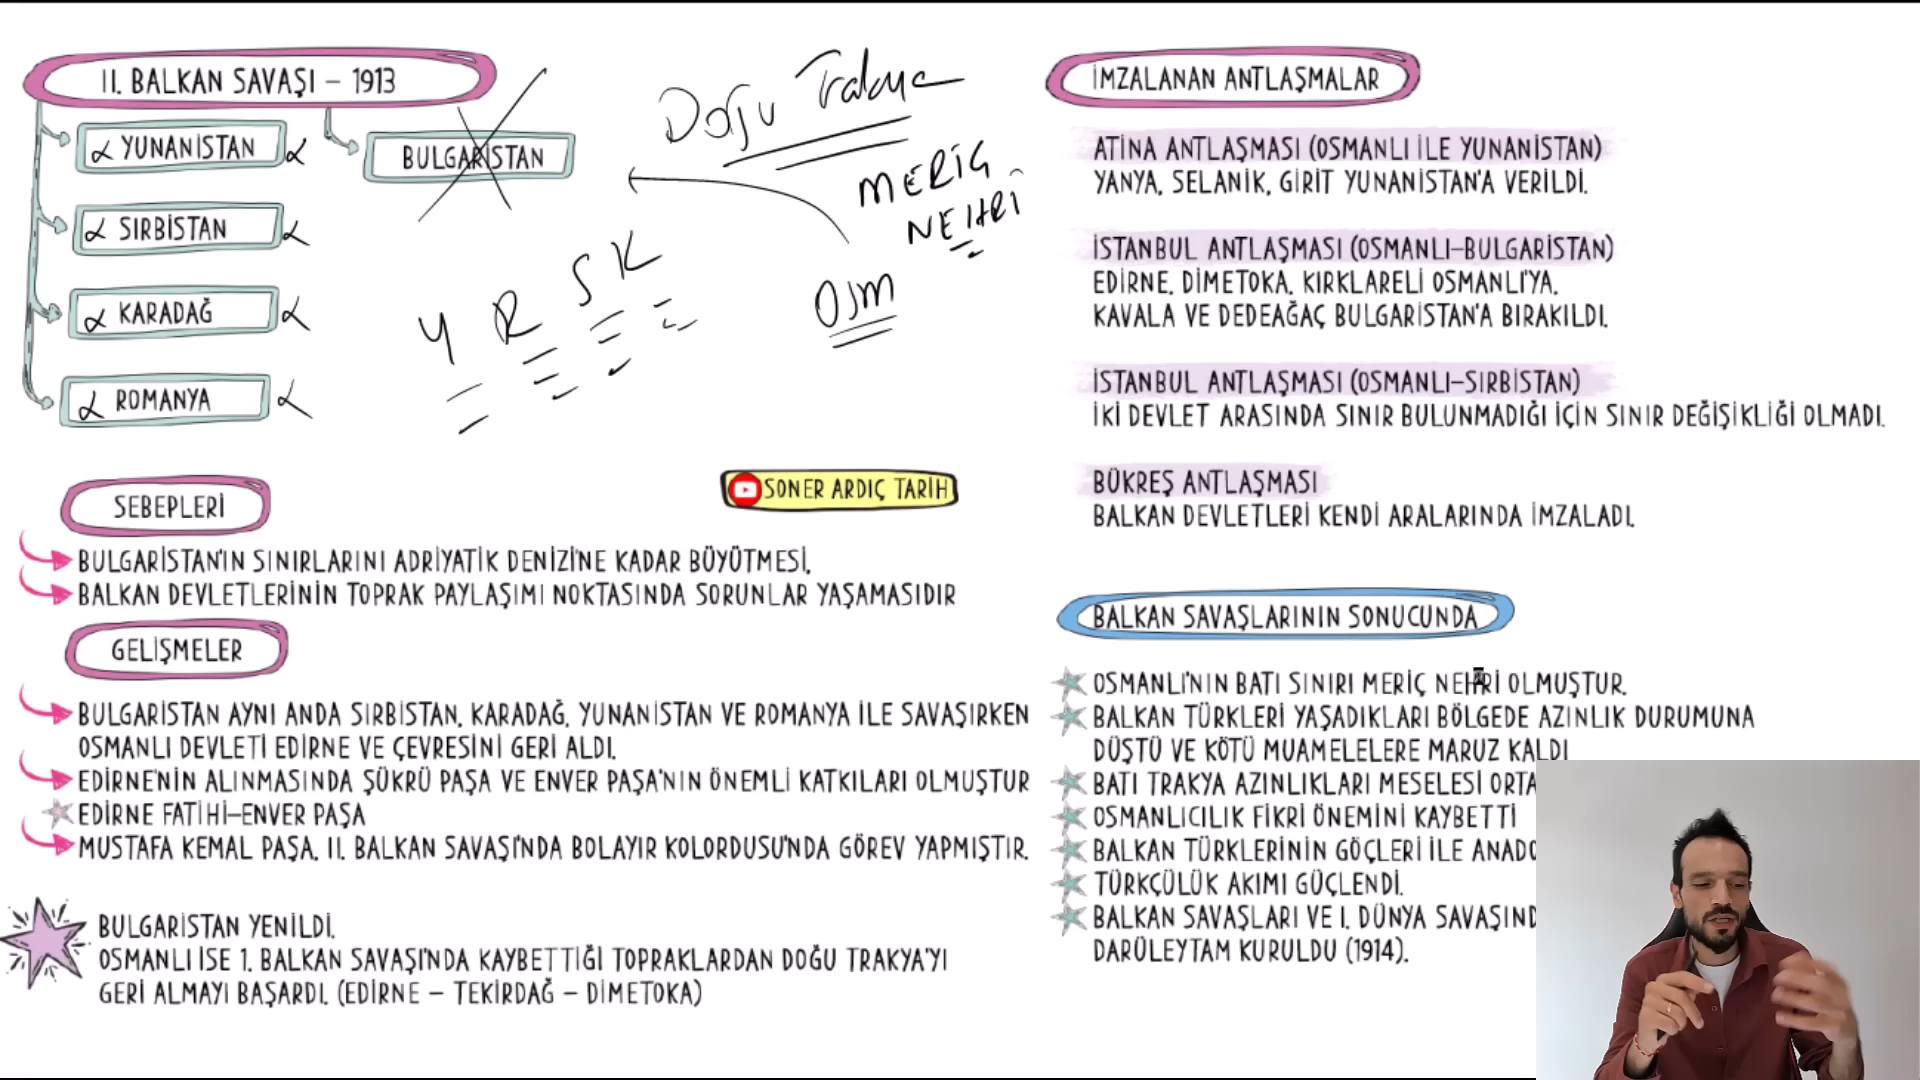 II. BALKAN SAVAŞI – 1913
YUNANİSTAN
BULGARİSTAN
SIRBİSTAN
KARADAĞ
ROMANYA
Doğu Trakya
MERİÇ
NEHRİ
Y R S K
OSM
SEBEPLERİ
SONER ARDIÇ TARİH
BULGARİSTAN'IN SINIRLARINI ADRİYATİK DENİZİ'NE KADAR BÜYÜTMESİ,
BALKAN DEVLETLERİNİN TOPRAK PAYLAŞIMI NOKTASINDA SORUNLAR YAŞAMASIDIR
GELİŞMELER
BULGARİSTAN AYNI ANDA SIRBİSTAN, KARADAĞ, YUNANİSTAN VE ROMANYA İLE SAVAŞIRKEN
OSMANLI DEVLETİ EDİRNE VE ÇEVRESİNİ GERİ ALDI.
EDİRNE'NİN ALINMASINDA ŞÜKRÜ PAŞA VE ENVER PAŞA'NIN ÖNEMLİ KATKILARI OLMUŞTUR
EDİRNE FATİHİ–ENVER PAŞA
MUSTAFA KEMAL PAŞA, II. BALKAN SAVAŞI'NDA BOLAYIR KOLORDUSU'NDA GÖREV YAPMIŞTIR.
BULGARİSTAN YENİLDİ.
OSMANLI İSE 1. BALKAN SAVAŞI'NDA KAYBETTİĞİ TOPRAKLARDAN DOĞU TRAKYA'YI
GERİ ALMAYI BAŞARDI. (EDİRNE – TEKİRDAĞ – DİMETOKA)
İMZALANAN ANTLAŞMALAR
ATİNA ANTLAŞMASI (OSMANLI İLE YUNANİSTAN)
YANYA, SELANİK, GİRİT YUNANİSTAN'A VERİLDİ.
İSTANBUL ANTLAŞMASI (OSMANLI–BULGARİSTAN)
EDİRNE, DİMETOKA, KIRKLARELİ OSMANLI'YA,
KAVALA VE DEDEAĞAÇ BULGARİSTAN'A BIRAKILDI.
İSTANBUL ANTLAŞMASI (OSMANLI–SIRBİSTAN)
İKİ DEVLET ARASINDA SINIR BULUNMADIĞI İÇİN SINIR DEĞİŞİKLİĞİ OLMADI.
BÜKREŞ ANTLAŞMASI
BALKAN DEVLETLERİ KENDİ ARALARINDA İMZALADI.
BALKAN SAVAŞLARININ SONUCUNDA
OSMANLI'NIN BATI SINIRI MERİÇ NEHRİ OLMUŞTUR.
BALKAN TÜRKLERİ YAŞADIKLARI BÖLGEDE AZINLIK DURUMUNA
DÜŞTÜ VE KÖTÜ MUAMELELERE MARUZ KALDI
BATI TRAKYA AZINLIKLARI MESELESİ ORTA
OSMANLICILIK FİKRİ ÖNEMİNİ KAYBETTİ
BALKAN TÜRKLERİNİN GÖÇLERİ İLE ANADO
TÜRKÇÜLÜK AKIMI GÜÇLENDİ.
BALKAN SAVAŞLARI VE I. DÜNYA SAVAŞIND
DARÜLEYTAM KURULDU (1914).